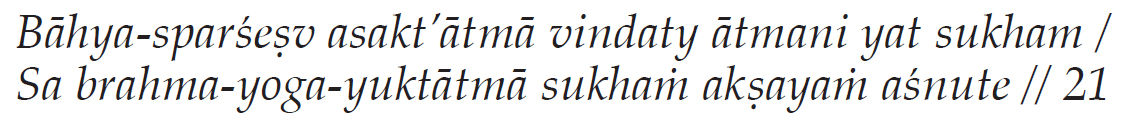 Bāhya-sparśeṣv asakt’ātmā vindaty ātmani yat sukham /
Sa brahma-yoga-yuktātmā sukhaṁ akṣayaṁ aśnute // 21